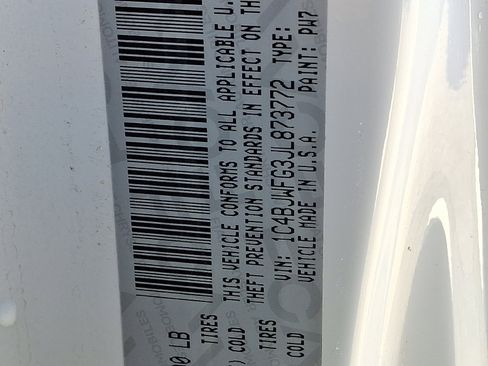 00 LB
TIRES
) COLD
THIS VEHICLE CONFORMS TO ALL APPLICABLE U.
THEFT PREVENTION STANDARDS IN EFFECT ON TH
TIRES
VIN: 1C4BJWFG3JL873772 TYPE:
COLD
VEHICLE MADE IN U.S.A. PAINT: PW7